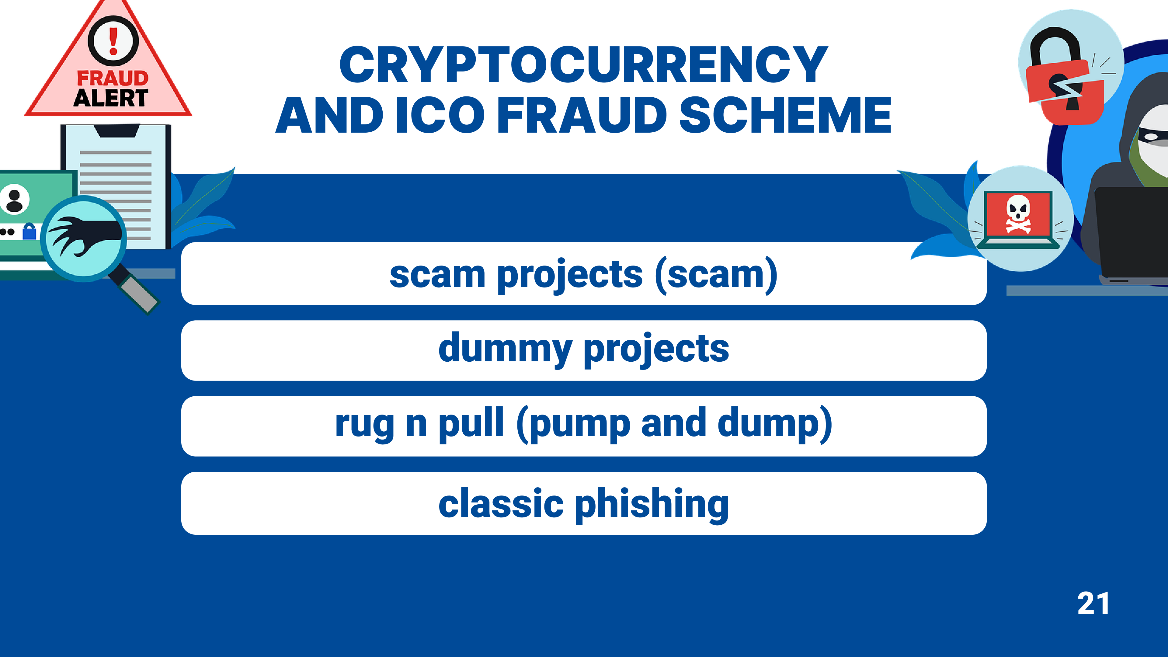 FRAUD
ALERT
CRYPTOCURRENCY
AND ICO FRAUD SCHEME
scam projects (scam)
dummy projects
rug n pull (pump and dump)
classic phishing
21